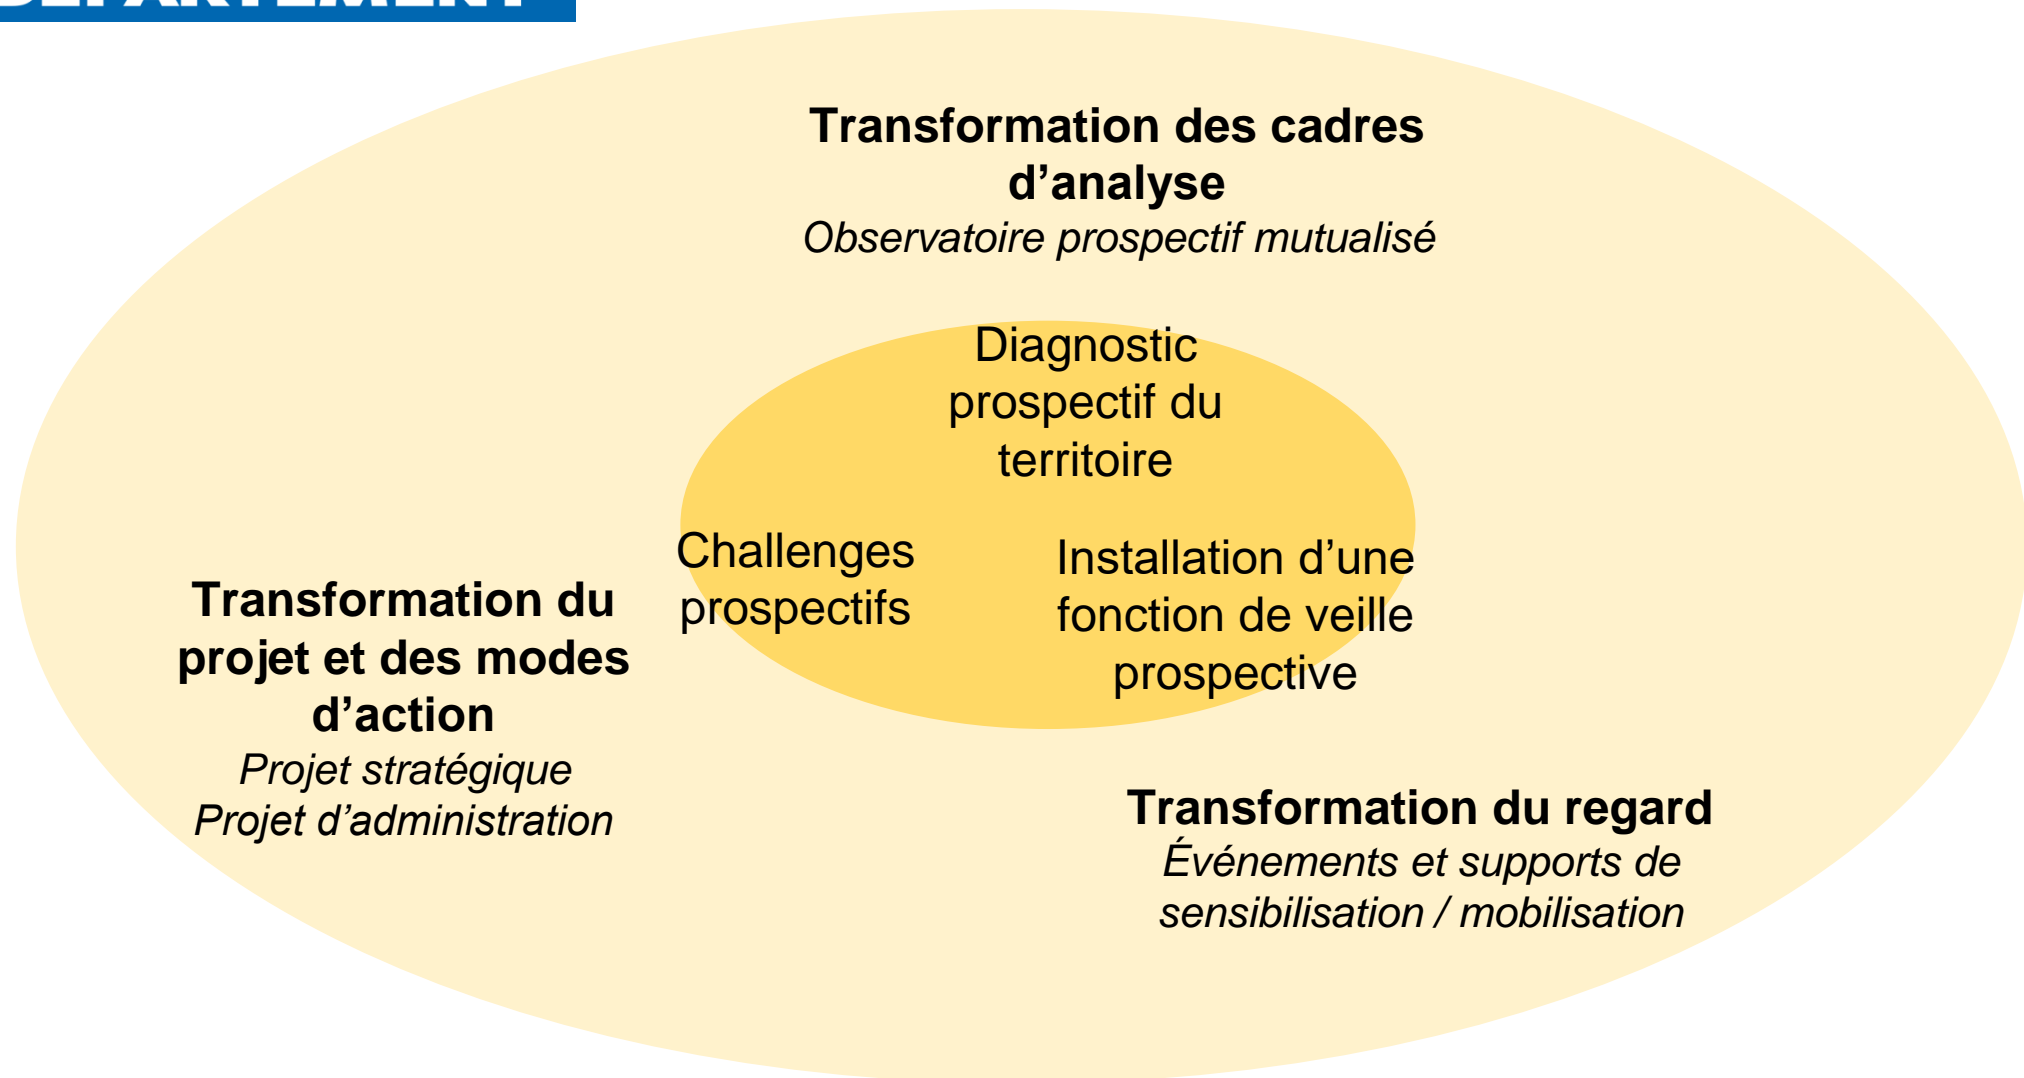 DEPARTEMENT
Transformation des cadres
d’analyse
Observatoire prospectif mutualisé
Diagnostic
prospectif du
territoire
Challenges
prospectifs
Installation d’une
fonction de veille
prospective
Transformation du
projet et des modes
d’action
Projet stratégique
Projet d’administration
Transformation du regard
Événements et supports de
sensibilisation / mobilisation